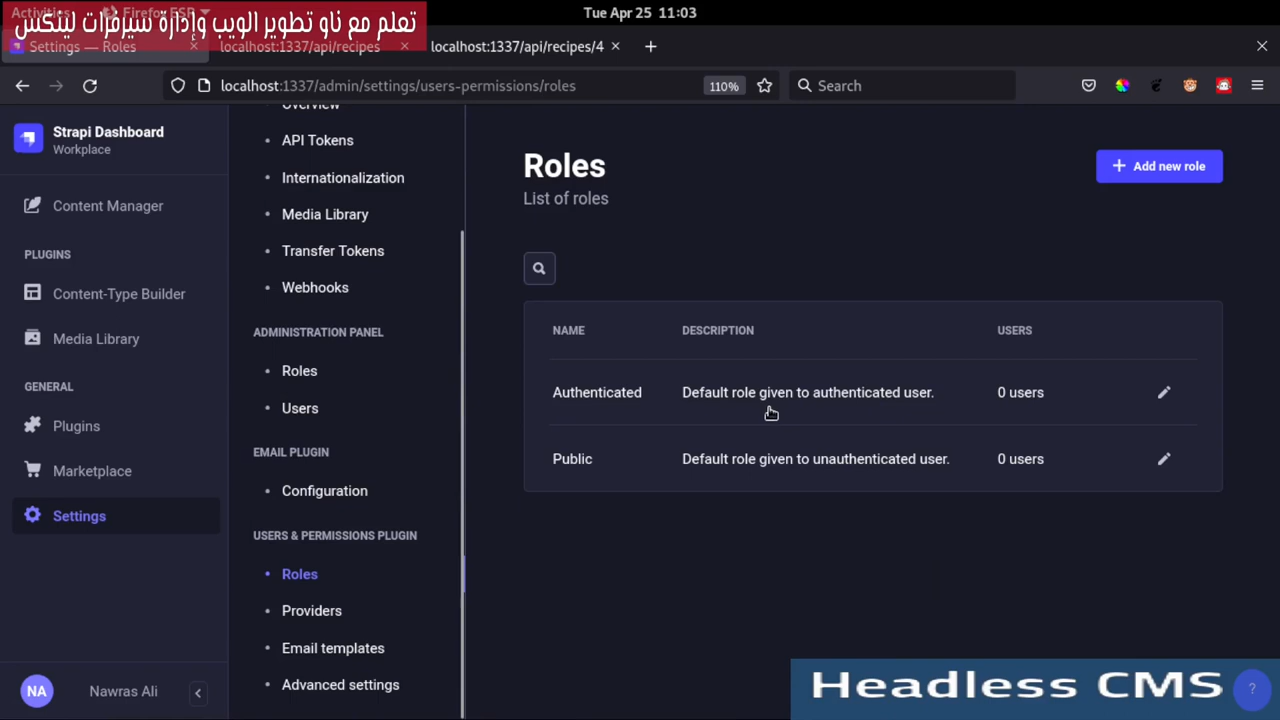 Activities
Firefox ESR
Tue Apr 25 11:03
تعلم مع ناو تطوير الويب وإدارة سيرفرات لينكس
Settings — Roles
localhost:1337/api/recipes
localhost:1337/api/recipes/4
localhost:1337/admin/settings/users-permissions/roles
110%
Search
Strapi Dashboard
Workplace
Content Manager
PLUGINS
Content-Type Builder
Media Library
GENERAL
Plugins
Marketplace
Settings
NA
Nawras Ali
Overview
API Tokens
Internationalization
Media Library
Transfer Tokens
Webhooks
ADMINISTRATION PANEL
Roles
Users
EMAIL PLUGIN
Configuration
USERS & PERMISSIONS PLUGIN
Roles
Providers
Email templates
Advanced settings
Roles
List of roles
Add new role
NAME DESCRIPTION USERS
Authenticated Default role given to authenticated user. 0 users
Public Default role given to unauthenticated user. 0 users
Headless CMS
?